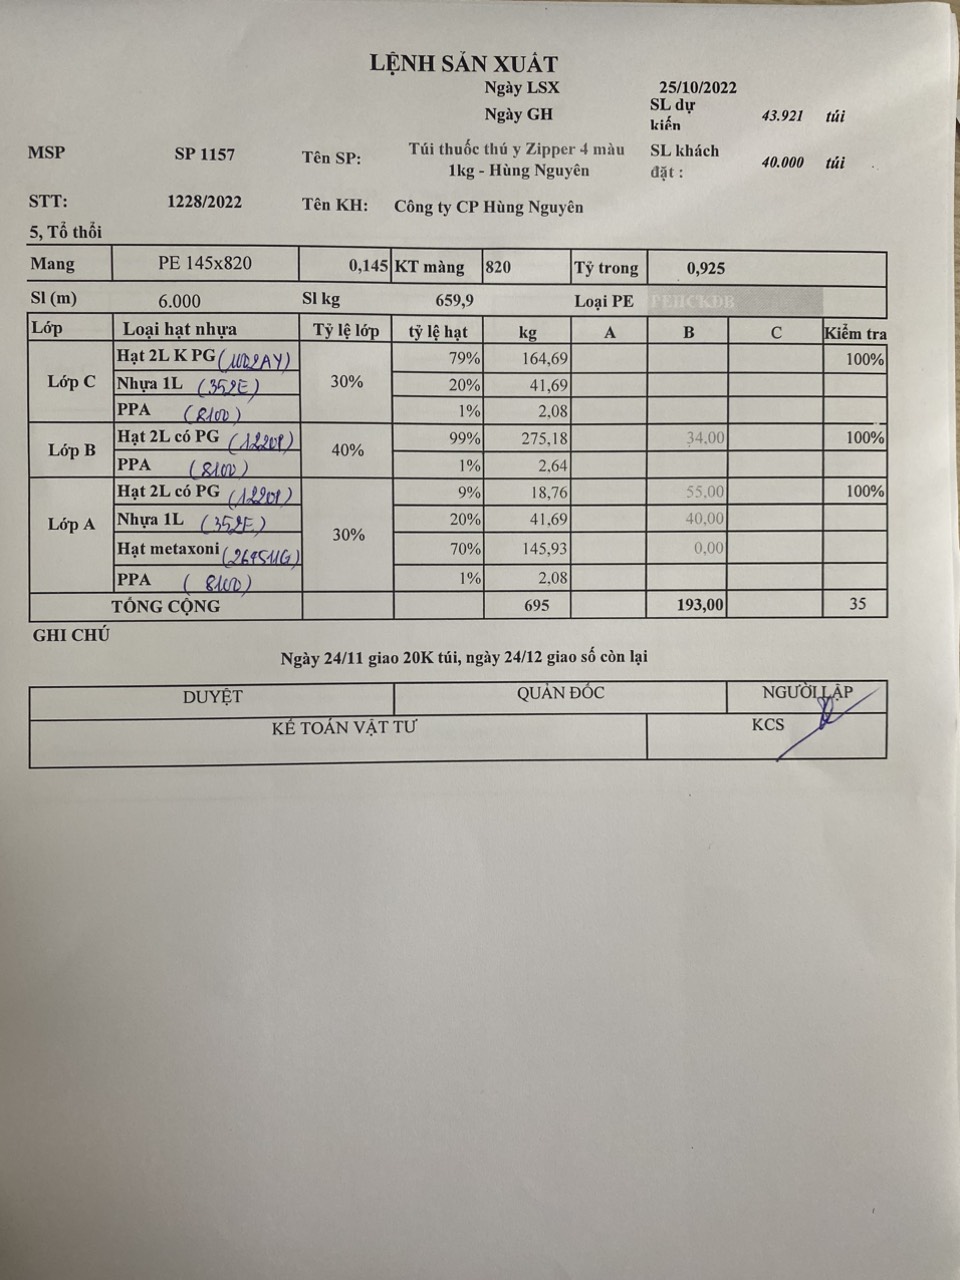 LỆNH SẢN XUẤT
Ngày LSX 25/10/2022
Ngày GH SL dự kiến 43.921 túi
MSP SP 1157 Tên SP: Túi thuốc thú y Zipper 4 màu 1kg - Hùng Nguyên SL khách đặt : 40.000 túi
STT: 1228/2022 Tên KH: Công ty CP Hùng Nguyên
5, Tổ thổi
Mang PE 145x820 0,145 KT màng 820 Tỷ trong 0,925
Sl (m) 6.000 Sl kg 659,9 Loại PE PEHCKDB
Lớp Loại hạt nhựa Tỷ lệ lớp tỷ lệ hạt kg A B C Kiểm tra
Lớp C Hạt 2L K PG 30% 79% 164,69 100%
Nhựa 1L (352E) 20% 41,69
PPA (8100) 1% 2,08
Lớp B Hạt 2L có PG (1220P) 40% 99% 275,18 34,00 100%
PPA (8100) 1% 2,64
Lớp A Hạt 2L có PG (1220P) 30% 9% 18,76 55,00 100%
Nhựa 1L (352E) 20% 41,69 40,00
Hạt metaxoni 70% 145,93 0,00
PPA (8100) 1% 2,08
TỔNG CỘNG 695 193,00 35
GHI CHÚ
Ngày 24/11 giao 20K túi, ngày 24/12 giao số còn lại
DUYỆT QUẢN ĐỐC NGƯỜI LẬP
KẾ TOÁN VẬT TƯ KCS